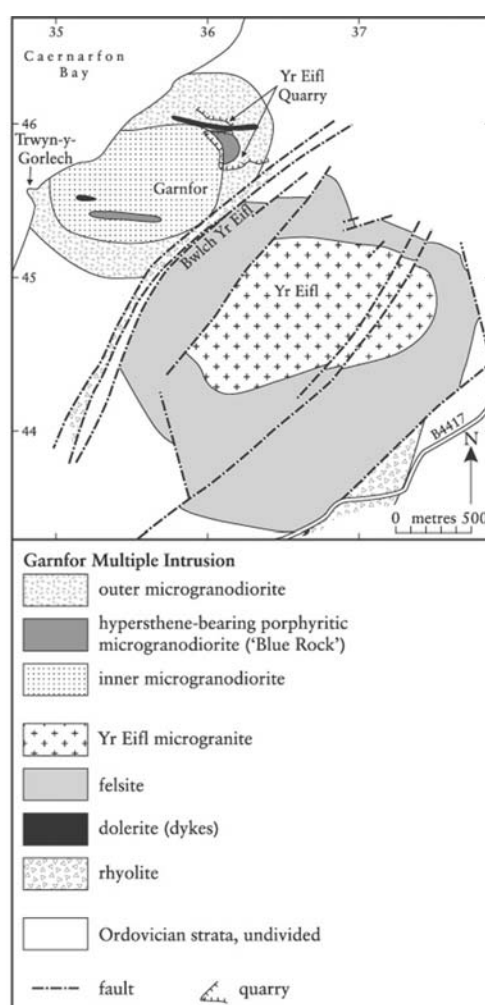 35
36
37
Caernarfon
Bay
Yr Eifl
Quarry
46
Trwyn-y-
Gorlech
Garnfor
Bwlch Yr Eifl
45
Yr Eifl
44
B4417
N
0 metres 500
Garnfor Multiple Intrusion
outer microgranodiorite
hypersthene-bearing porphyritic
microgranodiorite ('Blue Rock')
inner microgranodiorite
Yr Eifl microgranite
felsite
dolerite (dykes)
rhyolite
Ordovician strata, undivided
fault
quarry